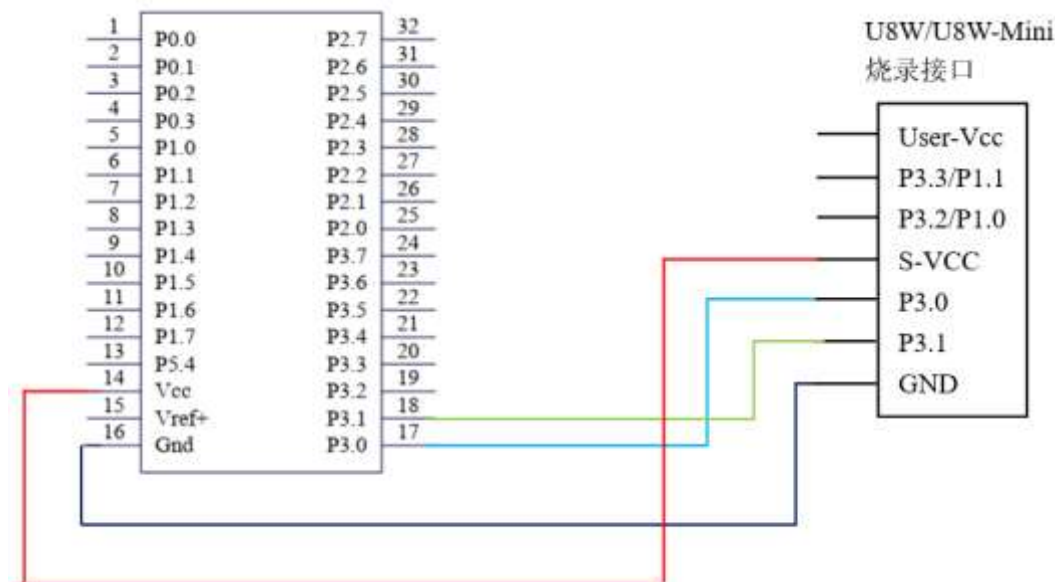 1 P0.0 P2.7 32
2 P0.1 P2.6 31
3 P0.2 P2.5 30
4 P0.3 P2.4 29
5 P1.0 P2.3 28
6 P1.1 P2.2 27
7 P1.2 P2.1 26
8 P1.3 P2.0 25
9 P1.4 P3.7 24
10 P1.5 P3.6 23
11 P1.6 P3.5 22
12 P1.7 P3.4 21
13 P5.4 P3.3 20
14 Vcc P3.2 19
15 Vref+ P3.1 18
16 Gnd P3.0 17
U8W/U8W-Mini
烧录接口
User-Vcc
P3.3/P1.1
P3.2/P1.0
S-VCC
P3.0
P3.1
GND